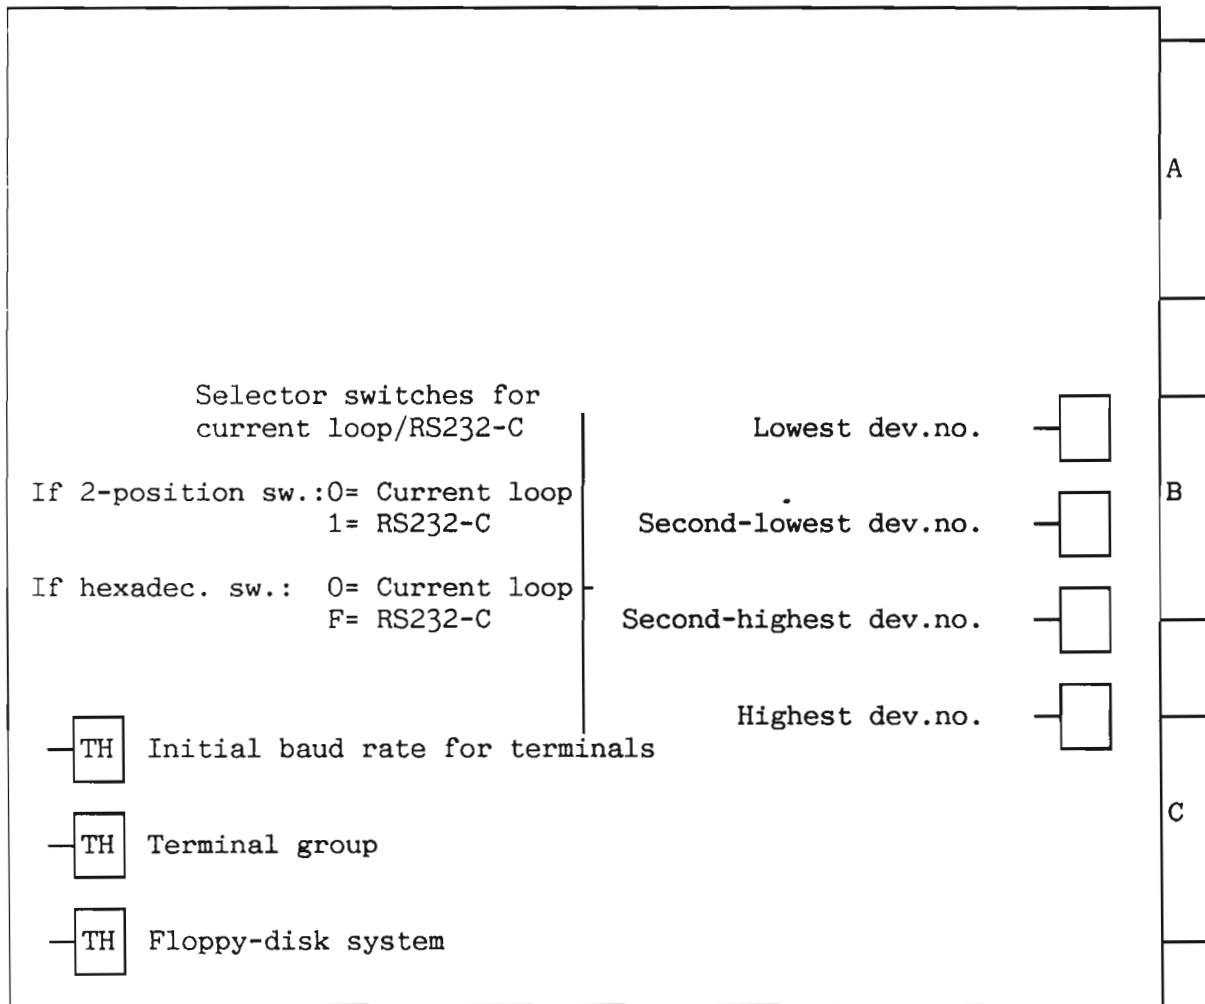 A
Selector switches for
current loop/RS232-C
Lowest dev.no.
If 2-position sw.:0= Current loop
1= RS232-C
Second-lowest dev.no.
B
If hexadec. sw.: 0= Current loop
F= RS232-C
Second-highest dev.no.
Highest dev.no.
TH Initial baud rate for terminals
C
TH Terminal group
TH Floppy-disk system